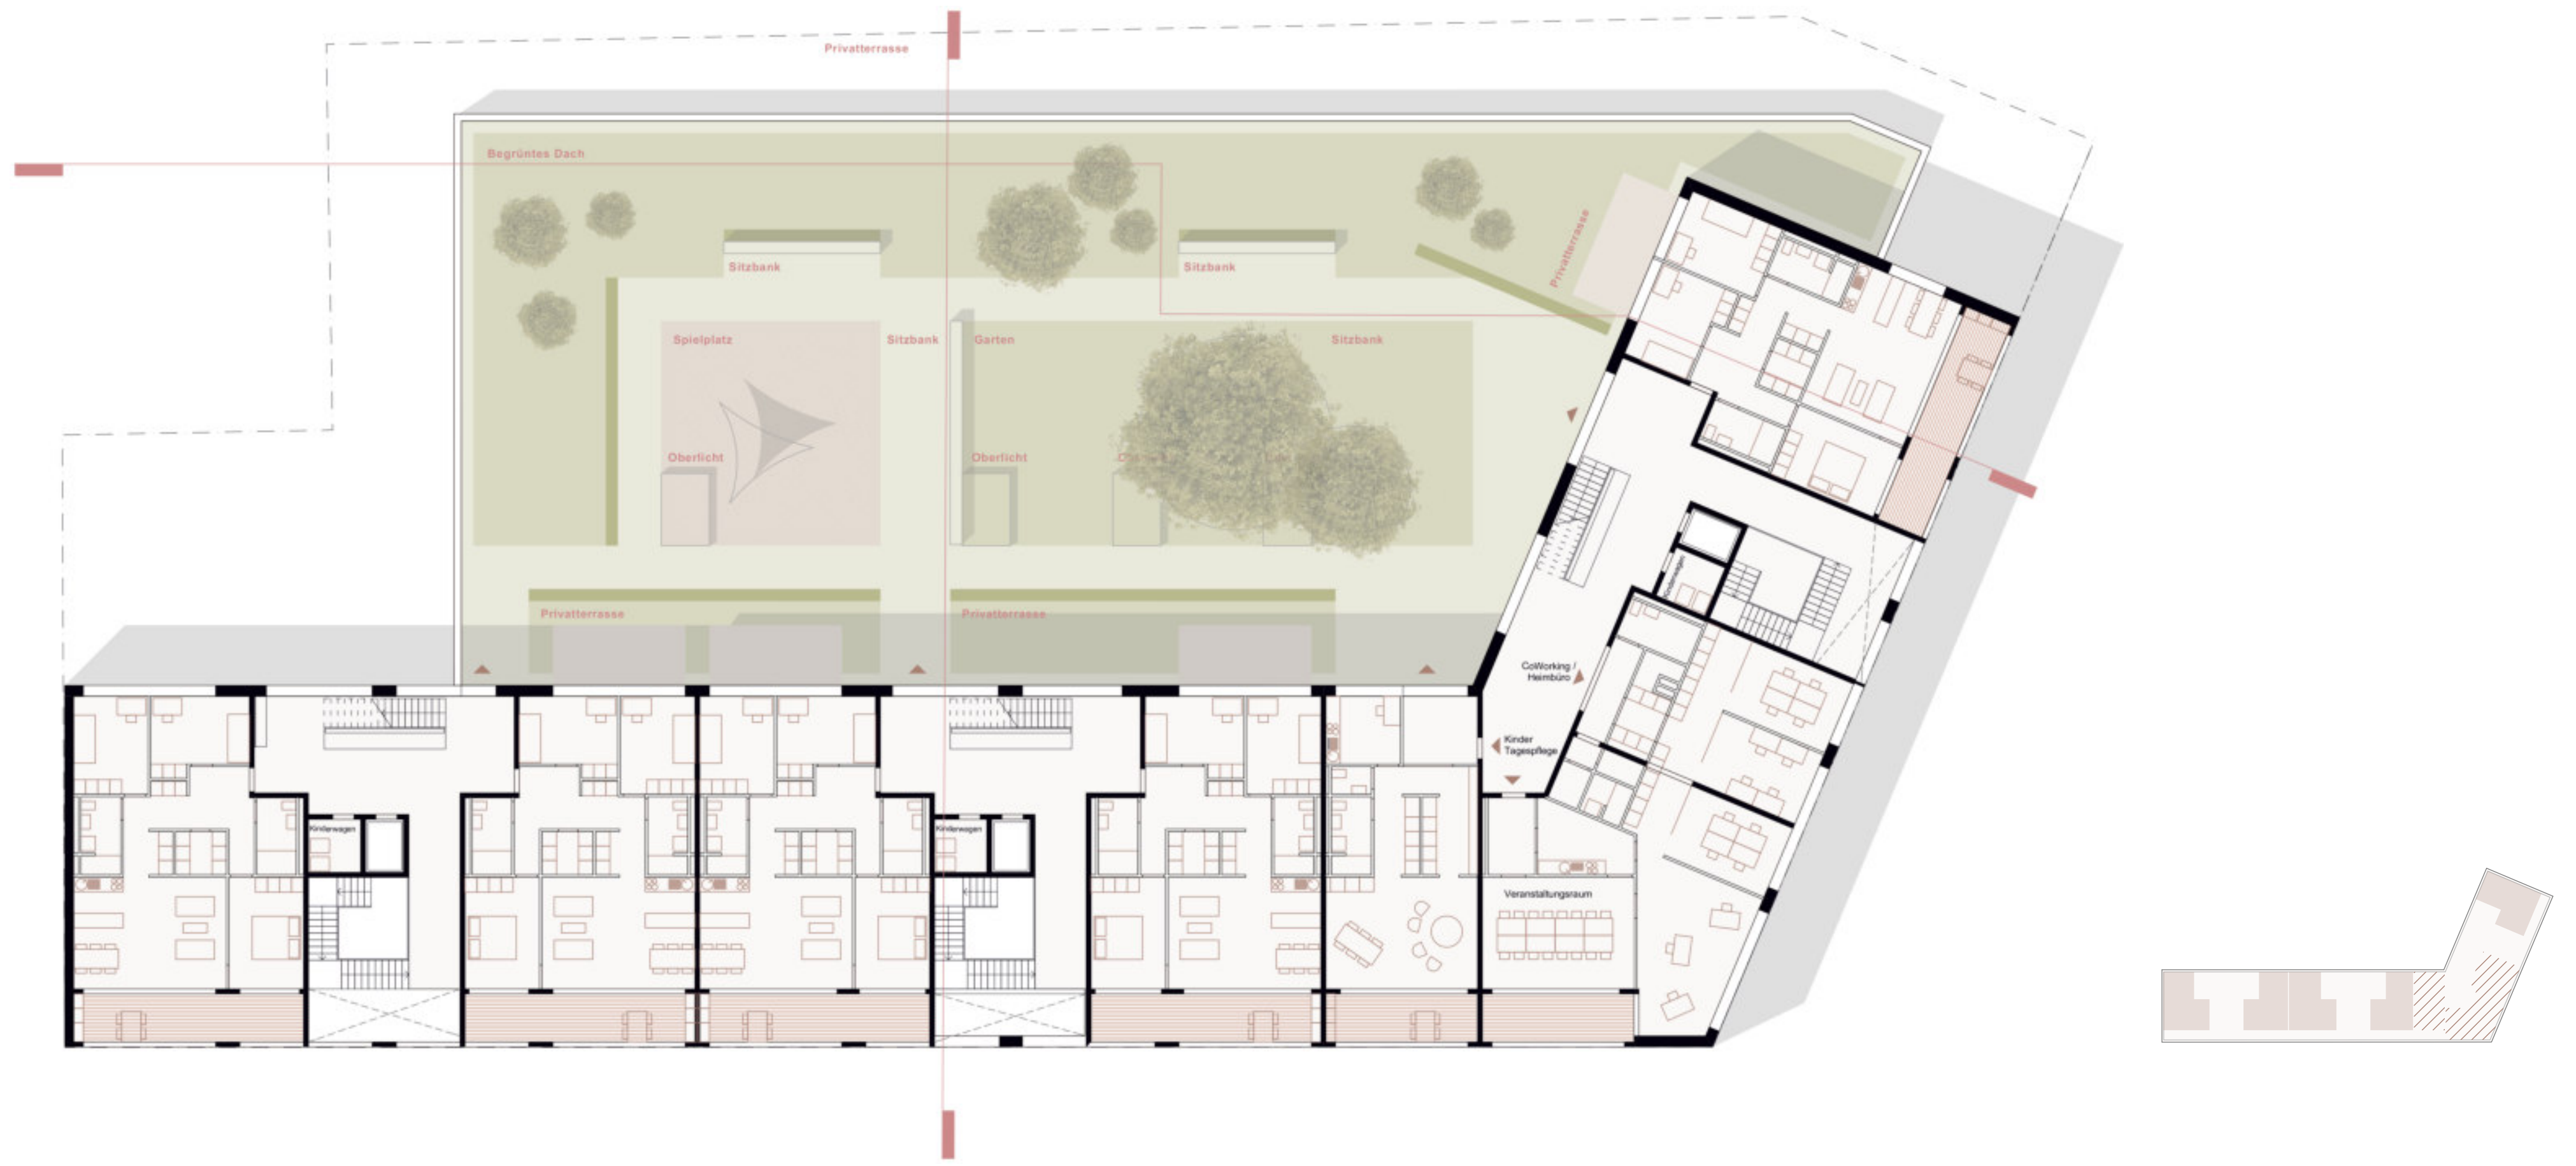 Privatterrasse
Begrüntes Dach
Sitzbank
Sitzbank
Privatterrasse
Spielplatz
Sitzbank
Garten
Sitzbank
Oberlicht
Oberlicht
Kinderwagen
Privatterrasse
Privatterrasse
CoWorking /
Heimbüro
Kinder
Tagespflege
Kinderwagen
Kinderwagen
Veranstaltungsraum